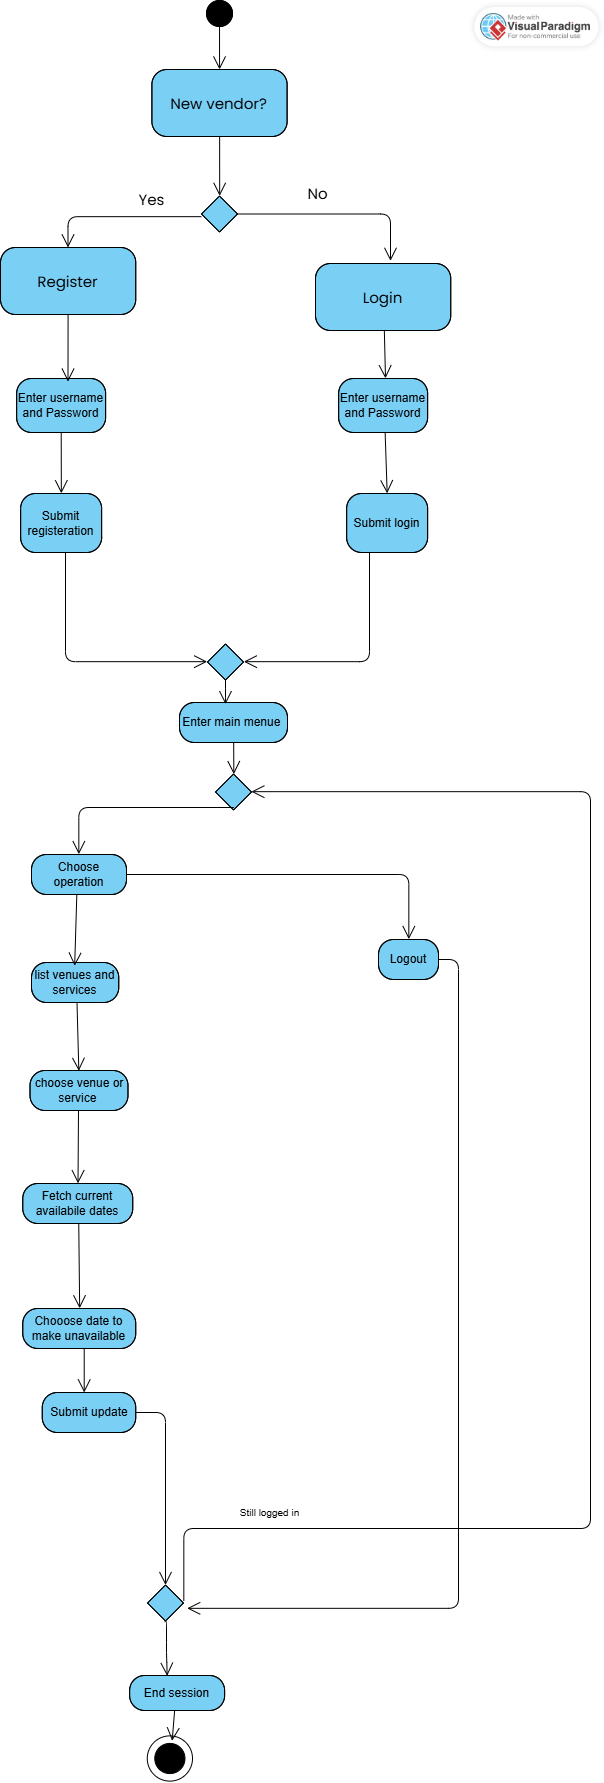 Made with
Visual Paradigm
For non-commercial use
New vendor?
Yes
No
Register
Login
Enter username
and Password
Enter username
and Password
Submit
registeration
Submit login
Enter main menue
Choose
operation
Logout
list venues and
services
choose venue or
service
Fetch current
availabile dates
Chooose date to
make unavailable
Submit update
Still logged in
End session